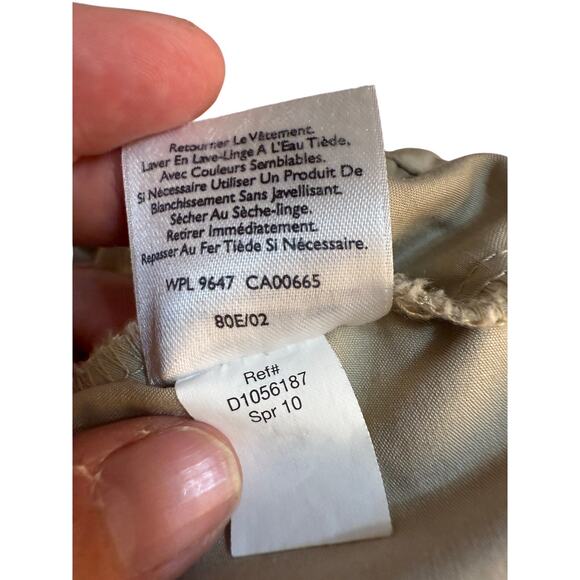 Retourner Le Vêtement.
Laver En Lave-Linge A L'Eau Tiède,
Avec Couleurs Semblables.
Si Nécessaire Utiliser Un Produit De
Blanchissement Sans Javellisant.
Sécher Au Sèche-linge.
Retirer Immédiatement.
Repasser Au Fer Tiède Si Nécessaire.
WPL 9647 CA00665
80E/02
Ref#
D1056187
Spr 10